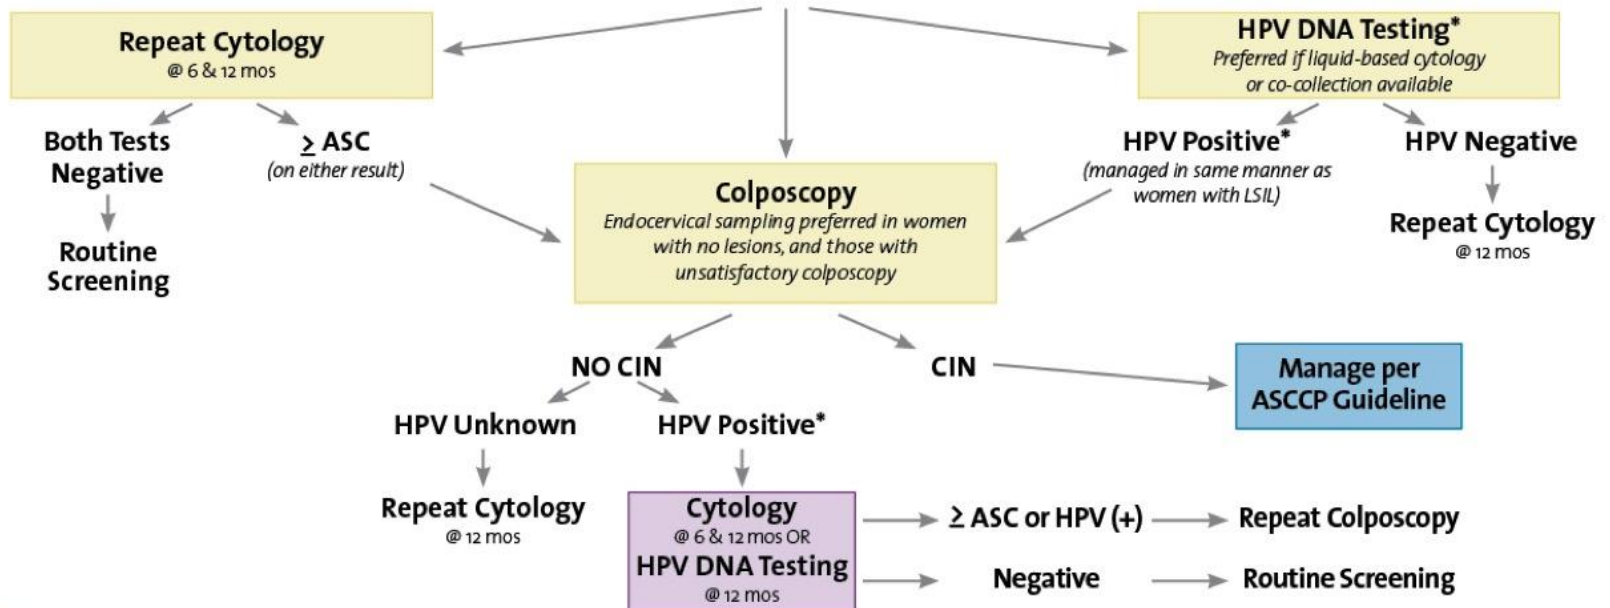 Repeat Cytology
@ 6 & 12 mos
HPV DNA Testing*
Preferred if liquid-based cytology
or co-collection available
Both Tests
Negative
≥ ASC
(on either result)
Routine
Screening
Colposcopy
Endocervical sampling preferred in women
with no lesions, and those with
unsatisfactory colposcopy
HPV Positive*
(managed in same manner as
women with LSIL)
HPV Negative
Repeat Cytology
@ 12 mos
NO CIN
CIN
Manage per
ASCCP Guideline
HPV Unknown
HPV Positive*
Repeat Cytology
@ 12 mos
Cytology
@ 6 & 12 mos OR
HPV DNA Testing
@ 12 mos
≥ ASC or HPV (+)
Repeat Colposcopy
Negative
Routine Screening